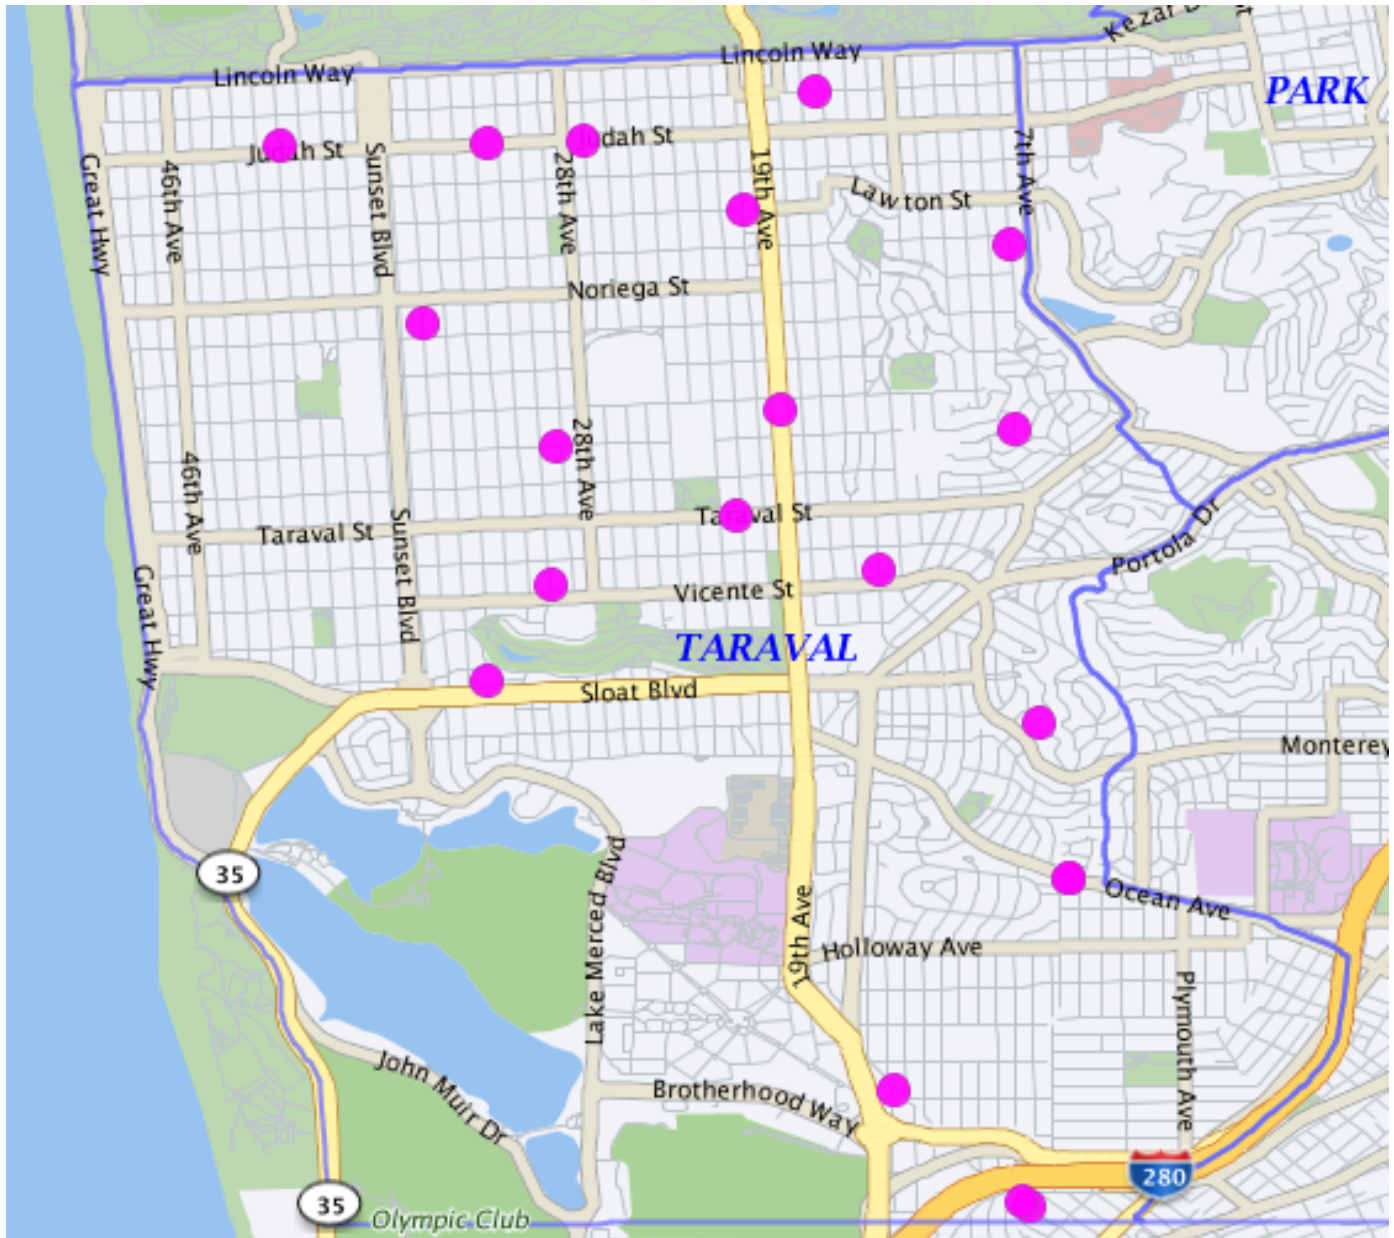 Kezar D
Lincoln Way
Lincoln Way
PARK
Judah St
Judah St
7th Ave
Great Hwy
46th Ave
Sunset Blvd
28th Ave
19th Ave
Lawton St
Noriega St
28th Ave
46th Ave
Taraval St
Taraval St
Sunset Blvd
Portola Dr
Great Hwy
Vicente St
TARAVAL
Sloat Blvd
Monterey
35
Lake Merced Blvd
19th Ave
Ocean Ave
Holloway Ave
Plymouth Ave
John Muir Dr
Brotherhood Way
280
35
Olympic Club